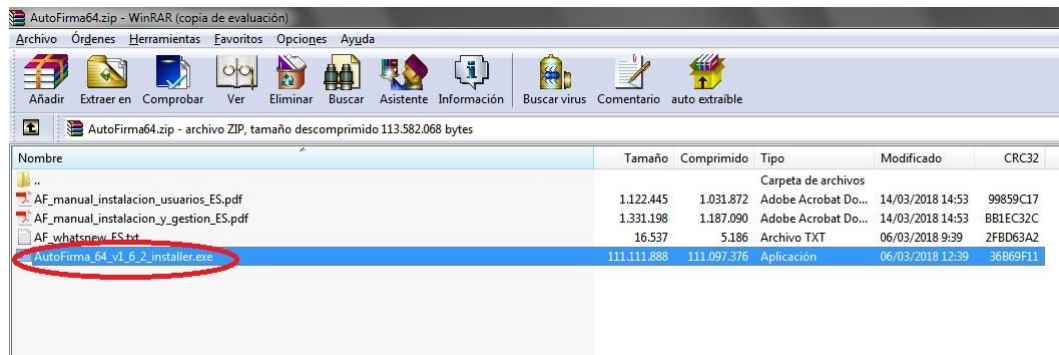 AutoFirma64.zip - WinRAR (copia de evaluación)
Archivo Órdenes Herramientas Favoritos Opciones Ayuda
Añadir Extraer en Comprobar Ver Eliminar Buscar Asistente Información Buscar virus Comentario auto extraíble
AutoFirma64.zip - archivo ZIP, tamaño descomprimido 113.582.068 bytes
Nombre Tamaño Comprimido Tipo Modificado CRC32
.. Carpeta de archivos
AF_manual_instalacion_usuarios_ES.pdf 1.122.445 1.031.872 Adobe Acrobat Do... 14/03/2018 14:53 99859C17
AF_manual_instalacion_y_gestion_ES.pdf 1.331.198 1.187.090 Adobe Acrobat Do... 14/03/2018 14:53 BB1EC32C
AF_whatsnew_ES.txt 16.537 5.186 Archivo TXT 06/03/2018 9:39 2FBD63A2
AutoFirma_64_v1_6_2_installer.exe 111.111.888 111.097.376 Aplicación 06/03/2018 12:39 36B69F11